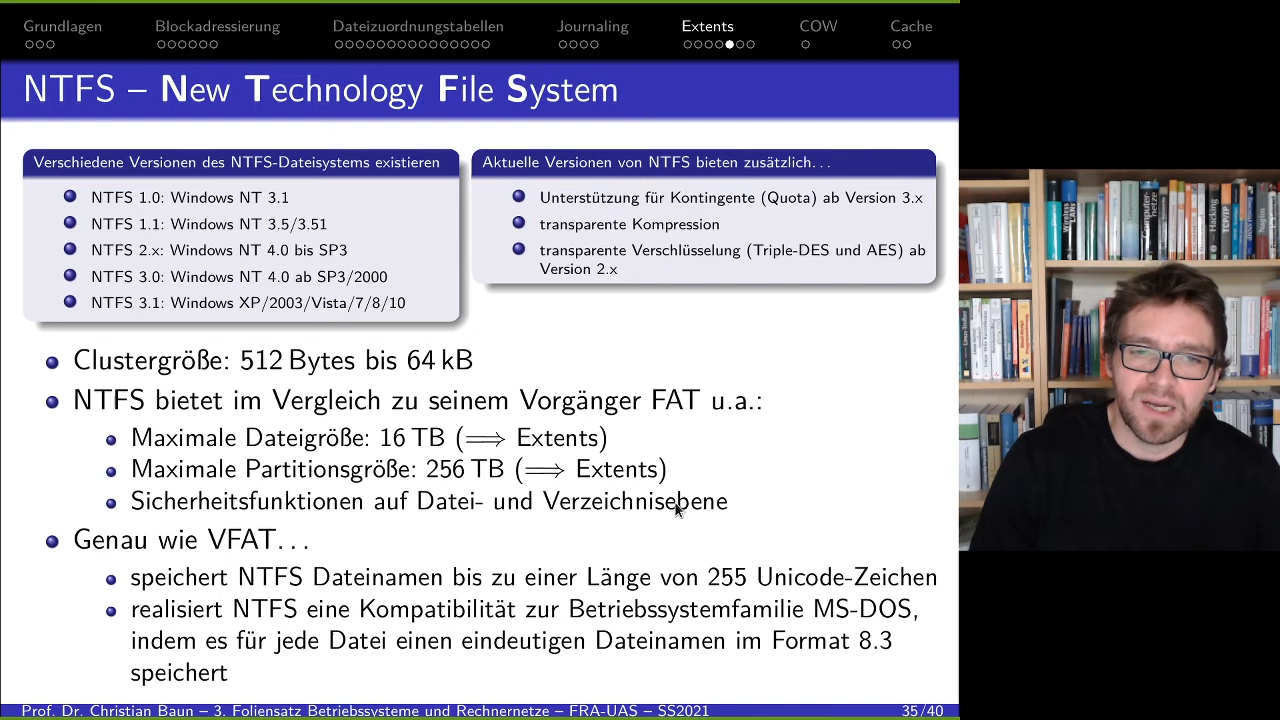 Grundlagen Blockadressierung Dateizuordnungstabellen Journaling Extents COW Cache
NTFS – New Technology File System
Verschiedene Versionen des NTFS-Dateisystems existieren
NTFS 1.0: Windows NT 3.1
NTFS 1.1: Windows NT 3.5/3.51
NTFS 2.x: Windows NT 4.0 bis SP3
NTFS 3.0: Windows NT 4.0 ab SP3/2000
NTFS 3.1: Windows XP/2003/Vista/7/8/10
Aktuelle Versionen von NTFS bieten zusätzlich...
Unterstützung für Kontingente (Quota) ab Version 3.x
transparente Kompression
transparente Verschlüsselung (Triple-DES und AES) ab
Version 2.x
Clustergröße: 512 Bytes bis 64 kB
NTFS bietet im Vergleich zu seinem Vorgänger FAT u.a.:
Maximale Dateigröße: 16 TB (⟹ Extents)
Maximale Partitionsgröße: 256 TB (⟹ Extents)
Sicherheitsfunktionen auf Datei- und Verzeichnisebene
Genau wie VFAT...
speichert NTFS Dateinamen bis zu einer Länge von 255 Unicode-Zeichen
realisiert NTFS eine Kompatibilität zur Betriebssystemfamilie MS-DOS,
indem es für jede Datei einen eindeutigen Dateinamen im Format 8.3
speichert
Prof. Dr. Christian Baun – 3. Foliensatz Betriebssysteme und Rechnernetze – FRA-UAS – SS2021 35/40
Computer-
netze
Hacking
TCP/IP